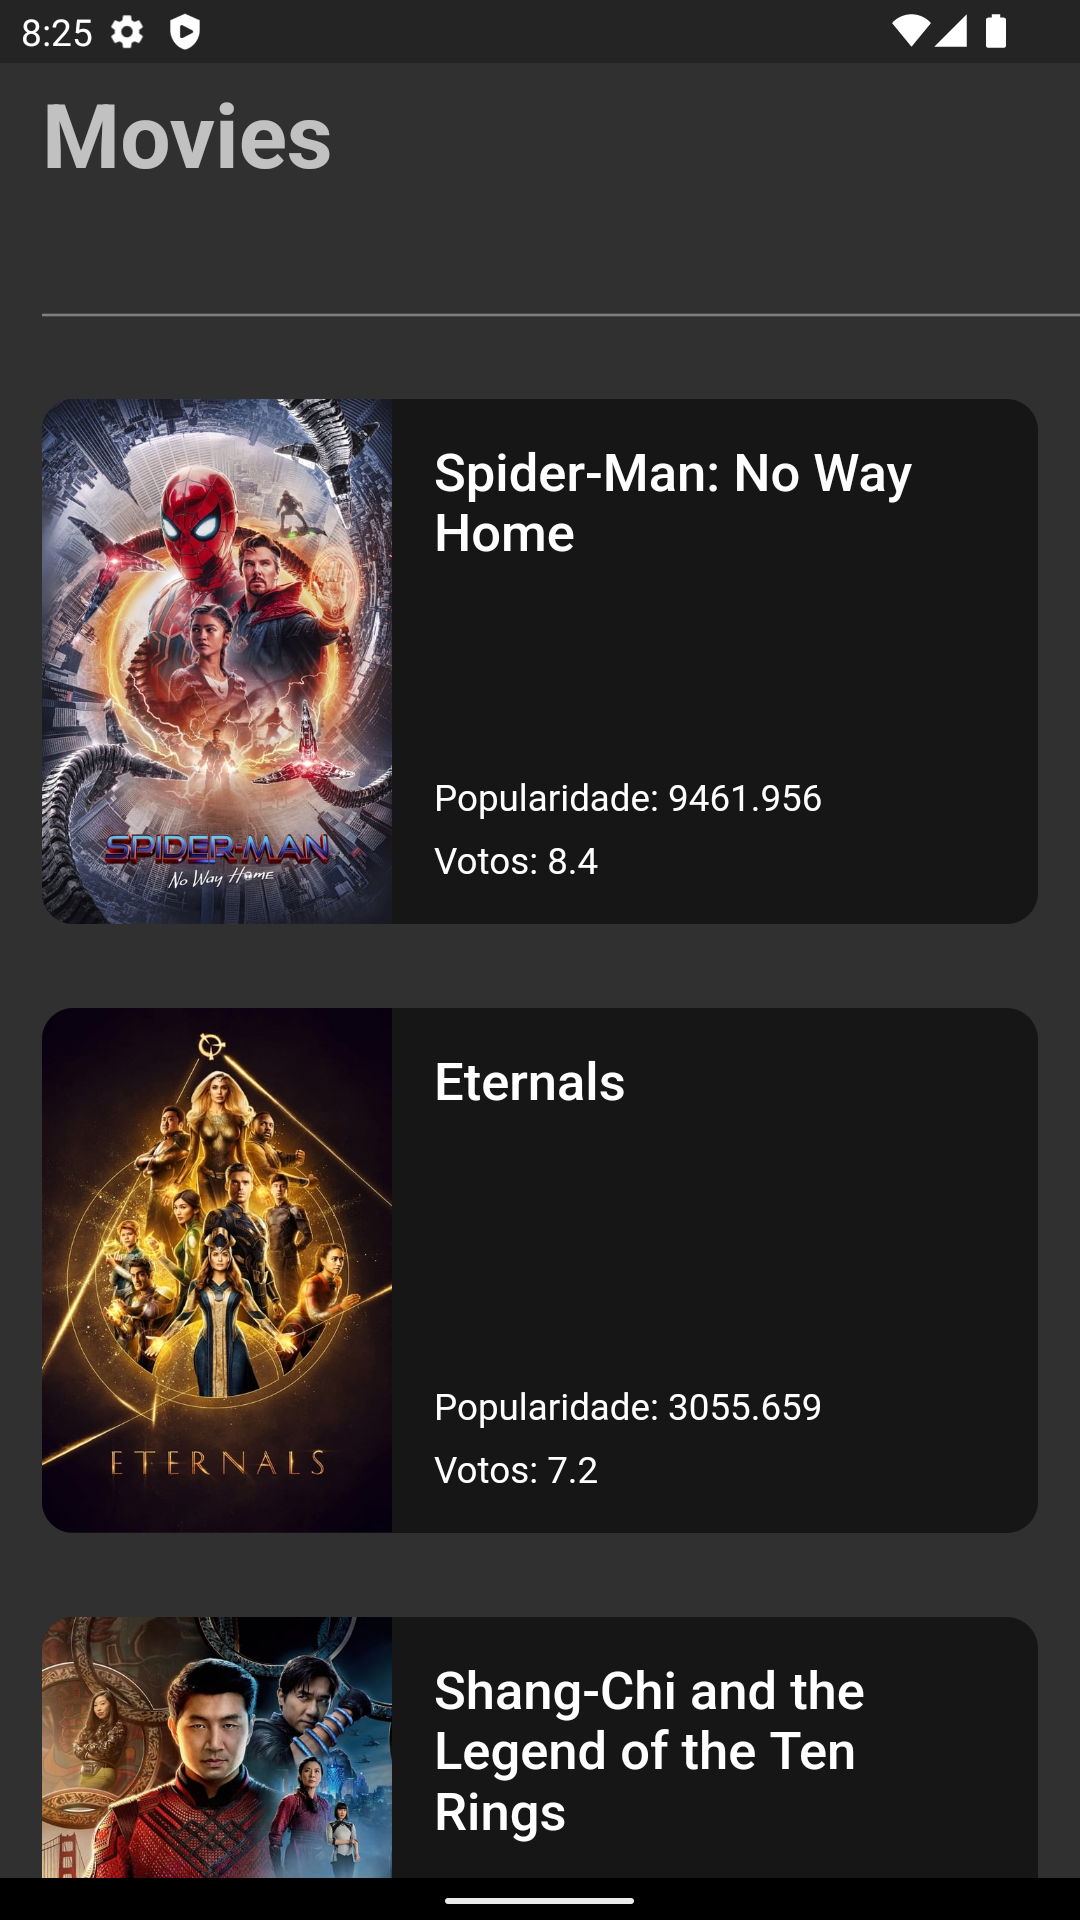 8:25
Movies
Spider-Man: No Way
Home
Popularidade: 9461.956
Votos: 8.4
SPIDER-MAN
No Way Home
Eternals
Popularidade: 3055.659
Votos: 7.2
ETERNALS
Shang-Chi and the
Legend of the Ten
Rings